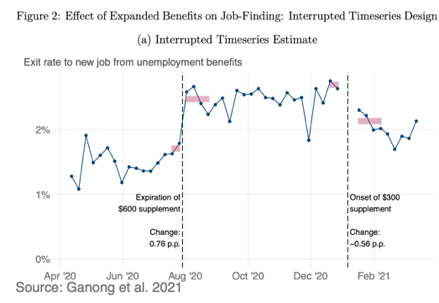 Figure 2: Effect of Expanded Benefits on Job-Finding: Interrupted Timeseries Design
(a) Interrupted Timeseries Estimate
Exit rate to new job from unemployment benefits
2%
1%
0%
Expiration of
$600 supplement
Change:
0.76 p.p.
Onset of $300
supplement
Change:
−0.56 p.p.
Apr '20 Jun '20 Aug '20 Oct '20 Dec '20 Feb '21
Source: Ganong et al. 2021